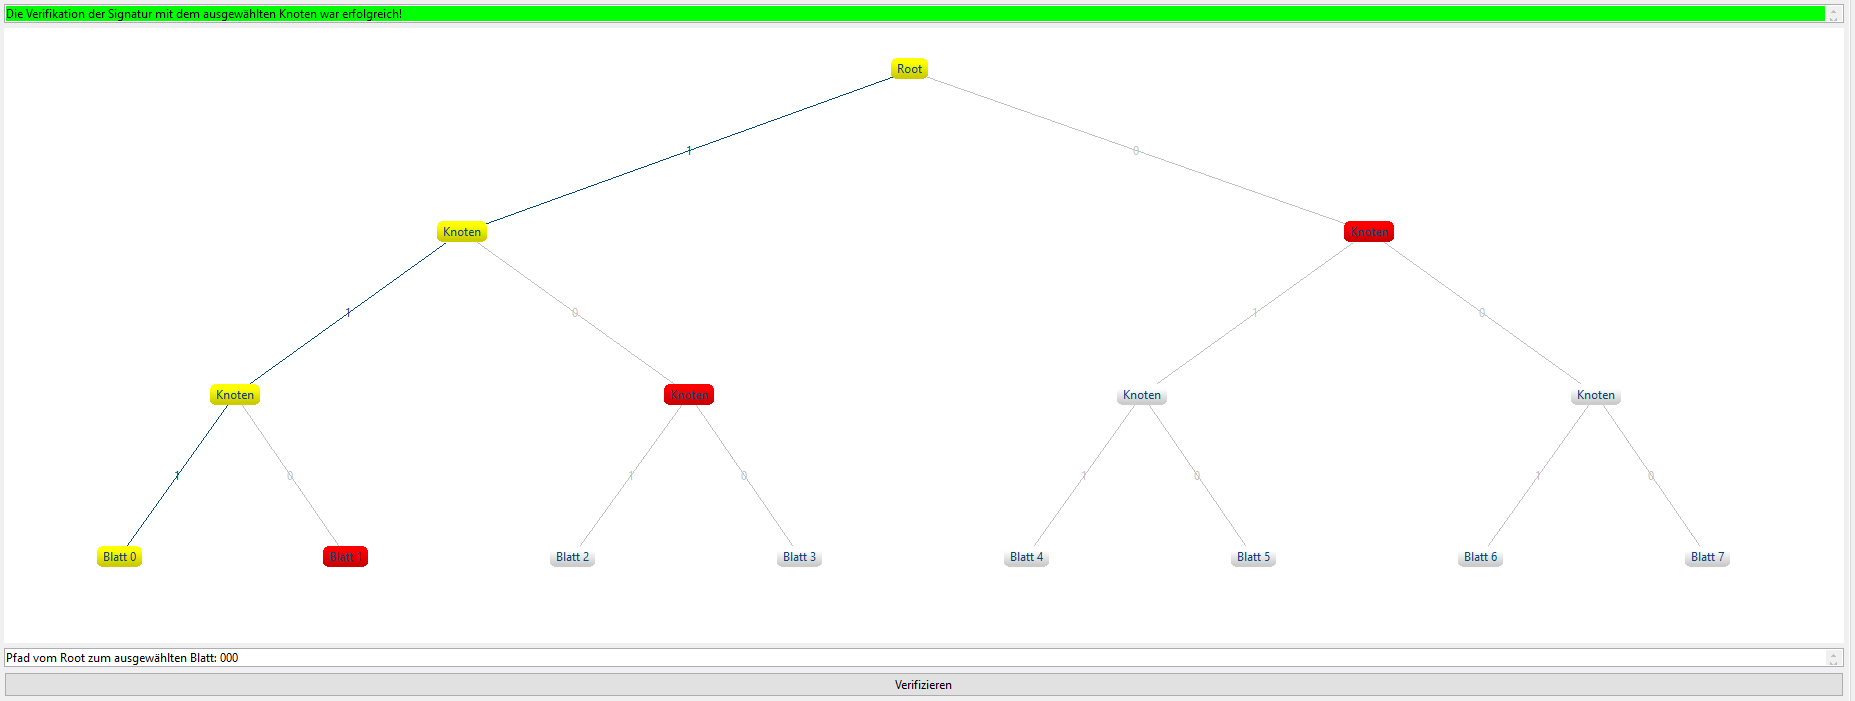 Die Verifikation der Signatur mit dem ausgewählten Knoten war erfolgreich!
Root
1 0
Knoten Knoten
1 0 1 0
Knoten Knoten Knoten Knoten
1 0 1 0 1 0 1 0
Blatt 0 Blatt 1 Blatt 2 Blatt 3 Blatt 4 Blatt 5 Blatt 6 Blatt 7
Pfad vom Root zum ausgewählten Blatt: 000
Verifizieren